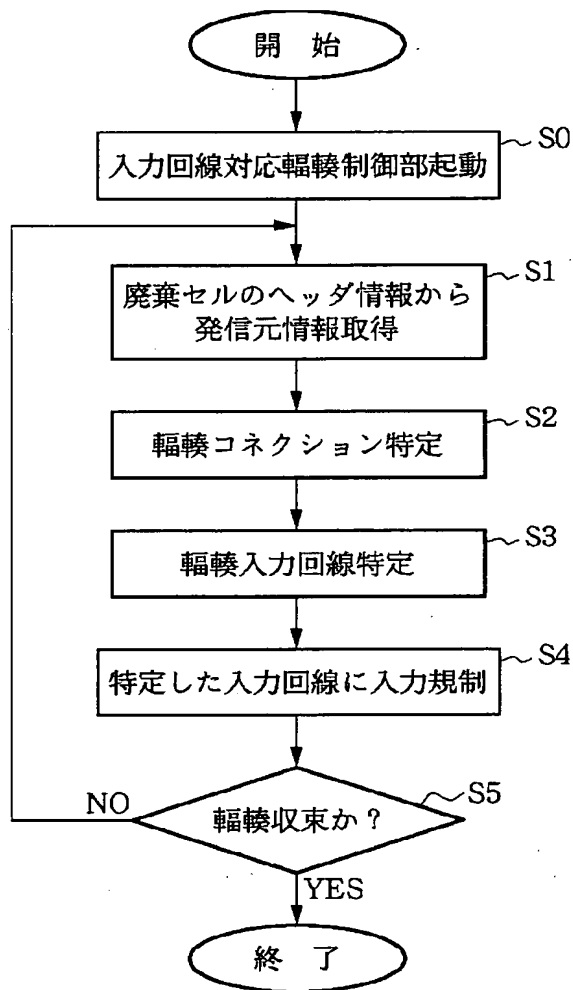 開 始
入力回線対応輻輳制御部起動
S0
廃棄セルのヘッダ情報から
発信元情報取得
S1
輻輳コネクション特定
S2
輻輳入力回線特定
S3
特定した入力回線に入力規制
S4
輻輳収束か？
S5
NO
YES
終 了